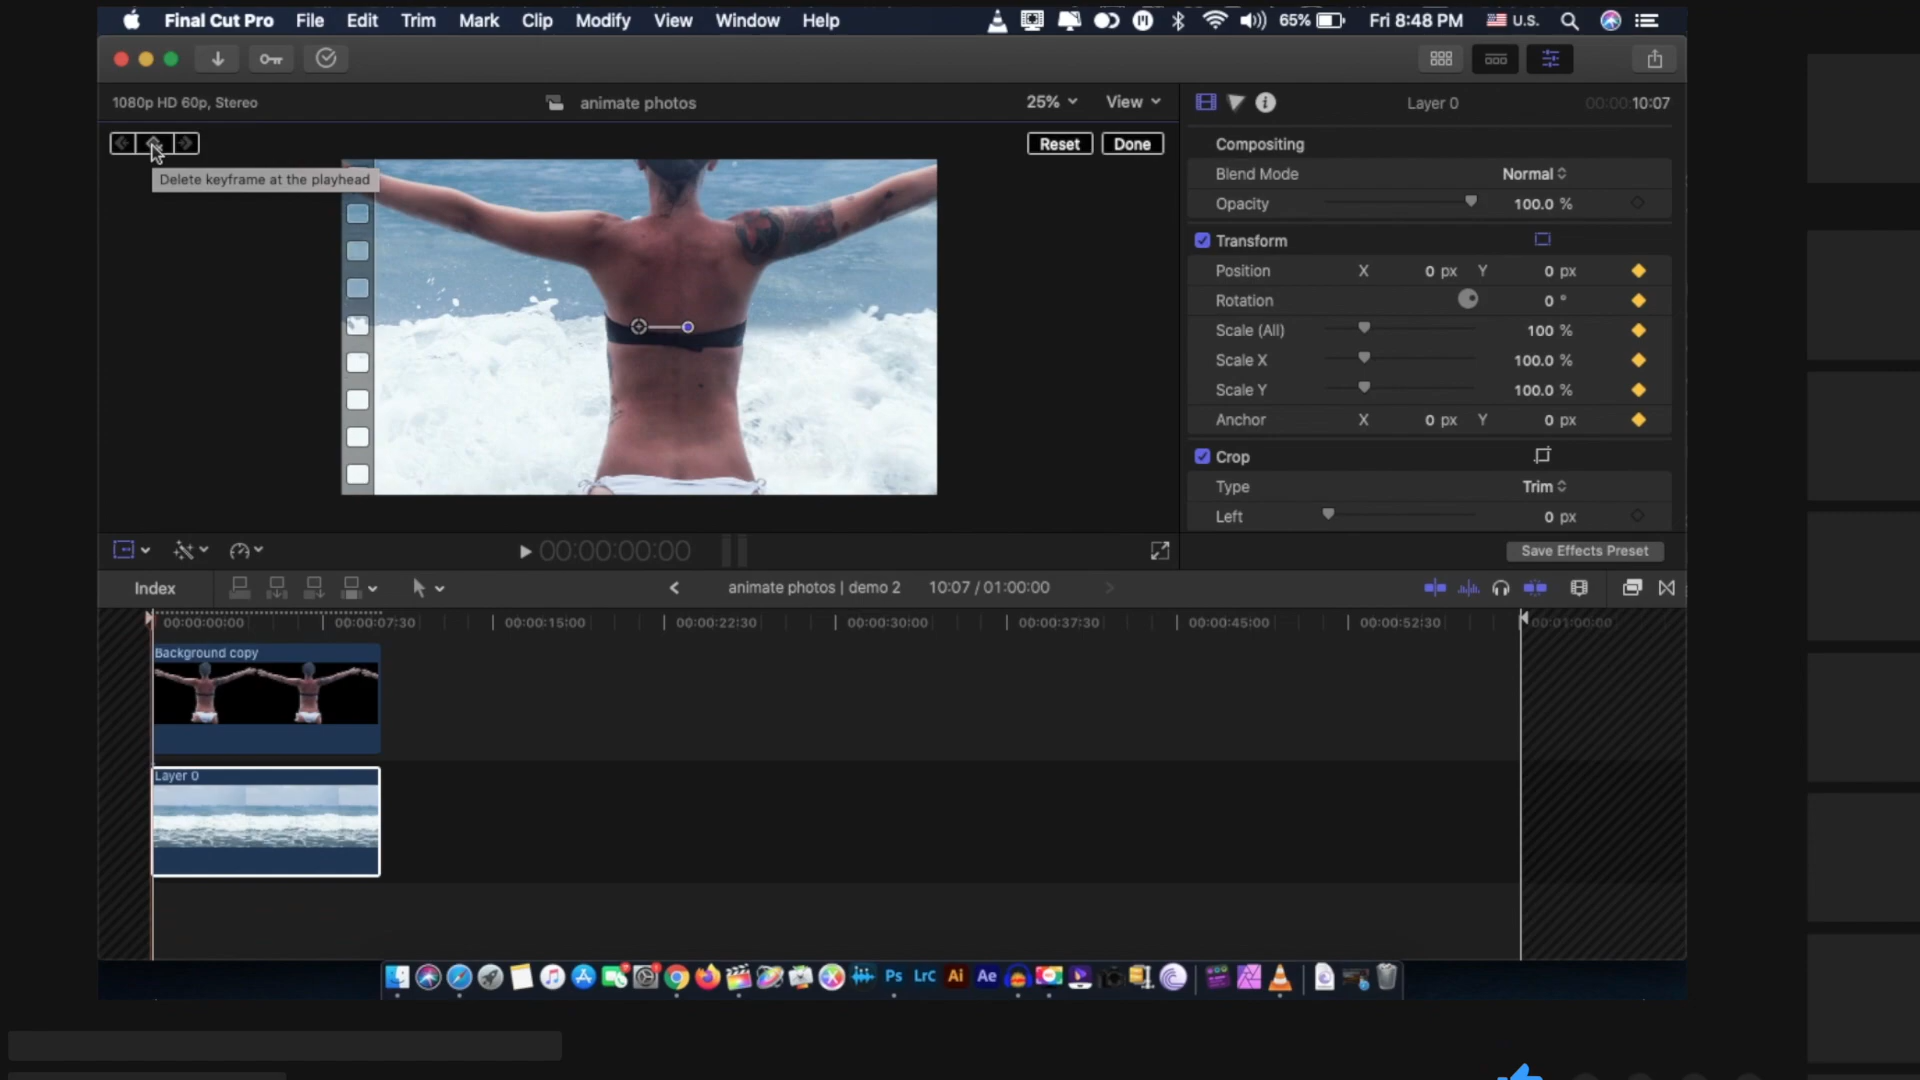 Final Cut Pro File Edit Trim Mark Clip Modify View Window Help 65% Fri 8:48 PM U.S.
1080p HD 60p, Stereo animate photos 25% View Layer 0 00:00:10:07
Reset Done
Delete keyframe at the playhead
Compositing
Blend Mode Normal
Opacity 100.0 %
Transform
Position X 0 px Y 0 px
Rotation 0 °
Scale (All) 100 %
Scale X 100.0 %
Scale Y 100.0 %
Anchor X 0 px Y 0 px
Crop
Type Trim
Left 0 px
00:00:00:00 Save Effects Preset
Index animate photos | demo 2 10:07 / 01:00:00
00:00:00:00 00:00:07:30 00:00:15:00 00:00:22:30 00:00:30:00 00:00:37:30 00:00:45:00 00:00:52:30 00:01:00:00
Background copy
Layer 0
Ps LrC Ai Ae